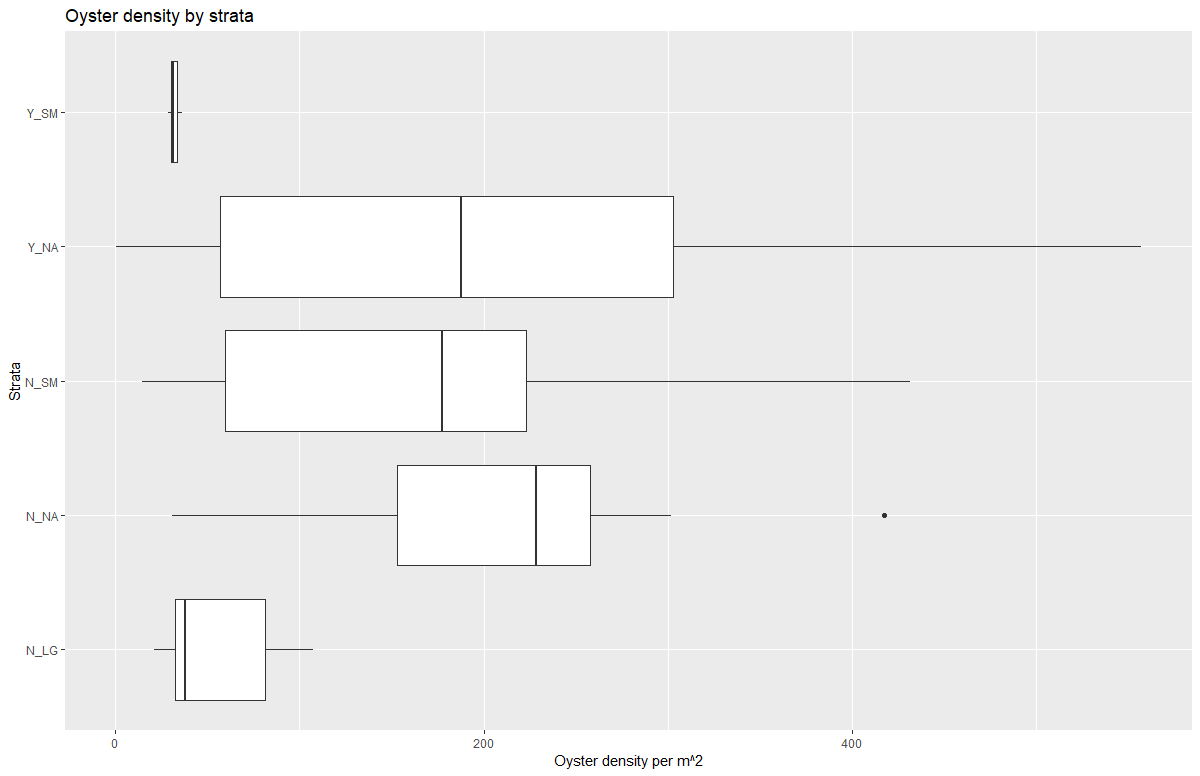 Oyster density by strata
Y_SM
Y_NA
N_SM
N_NA
N_LG
Strata
0 200 400
Oyster density per m^2